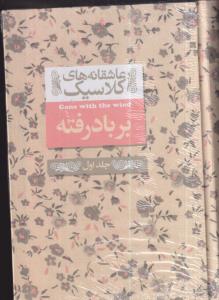 عاشقانه‌های
کلاسیک
Gone with the wind
بر باد رفته
جلد اول